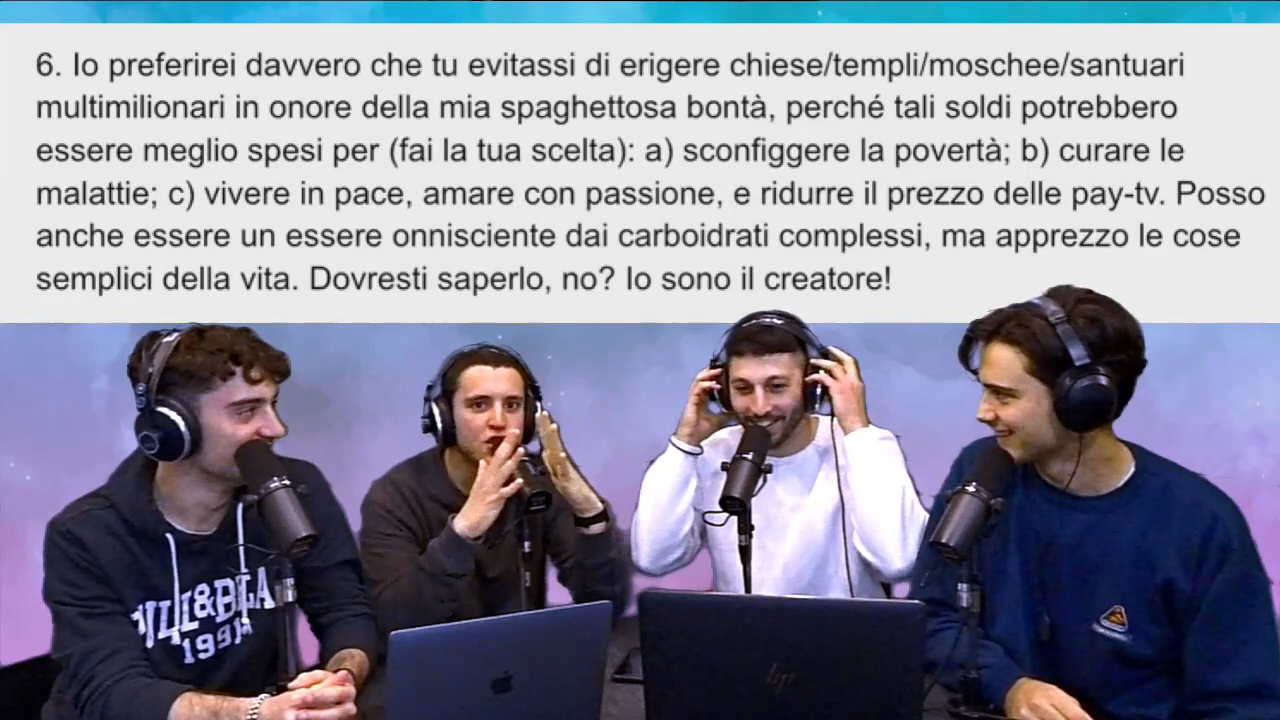 6. Io preferirei davvero che tu evitassi di erigere chiese/templi/moschee/santuari
multimilionari in onore della mia spaghettosa bontà, perché tali soldi potrebbero
essere meglio spesi per (fai la tua scelta): a) sconfiggere la povertà; b) curare le
malattie; c) vivere in pace, amare con passione, e ridurre il prezzo delle pay-tv. Posso
anche essere un essere onnisciente dai carboidrati complessi, ma apprezzo le cose
semplici della vita. Dovresti saperlo, no? Io sono il creatore!
1991
hp